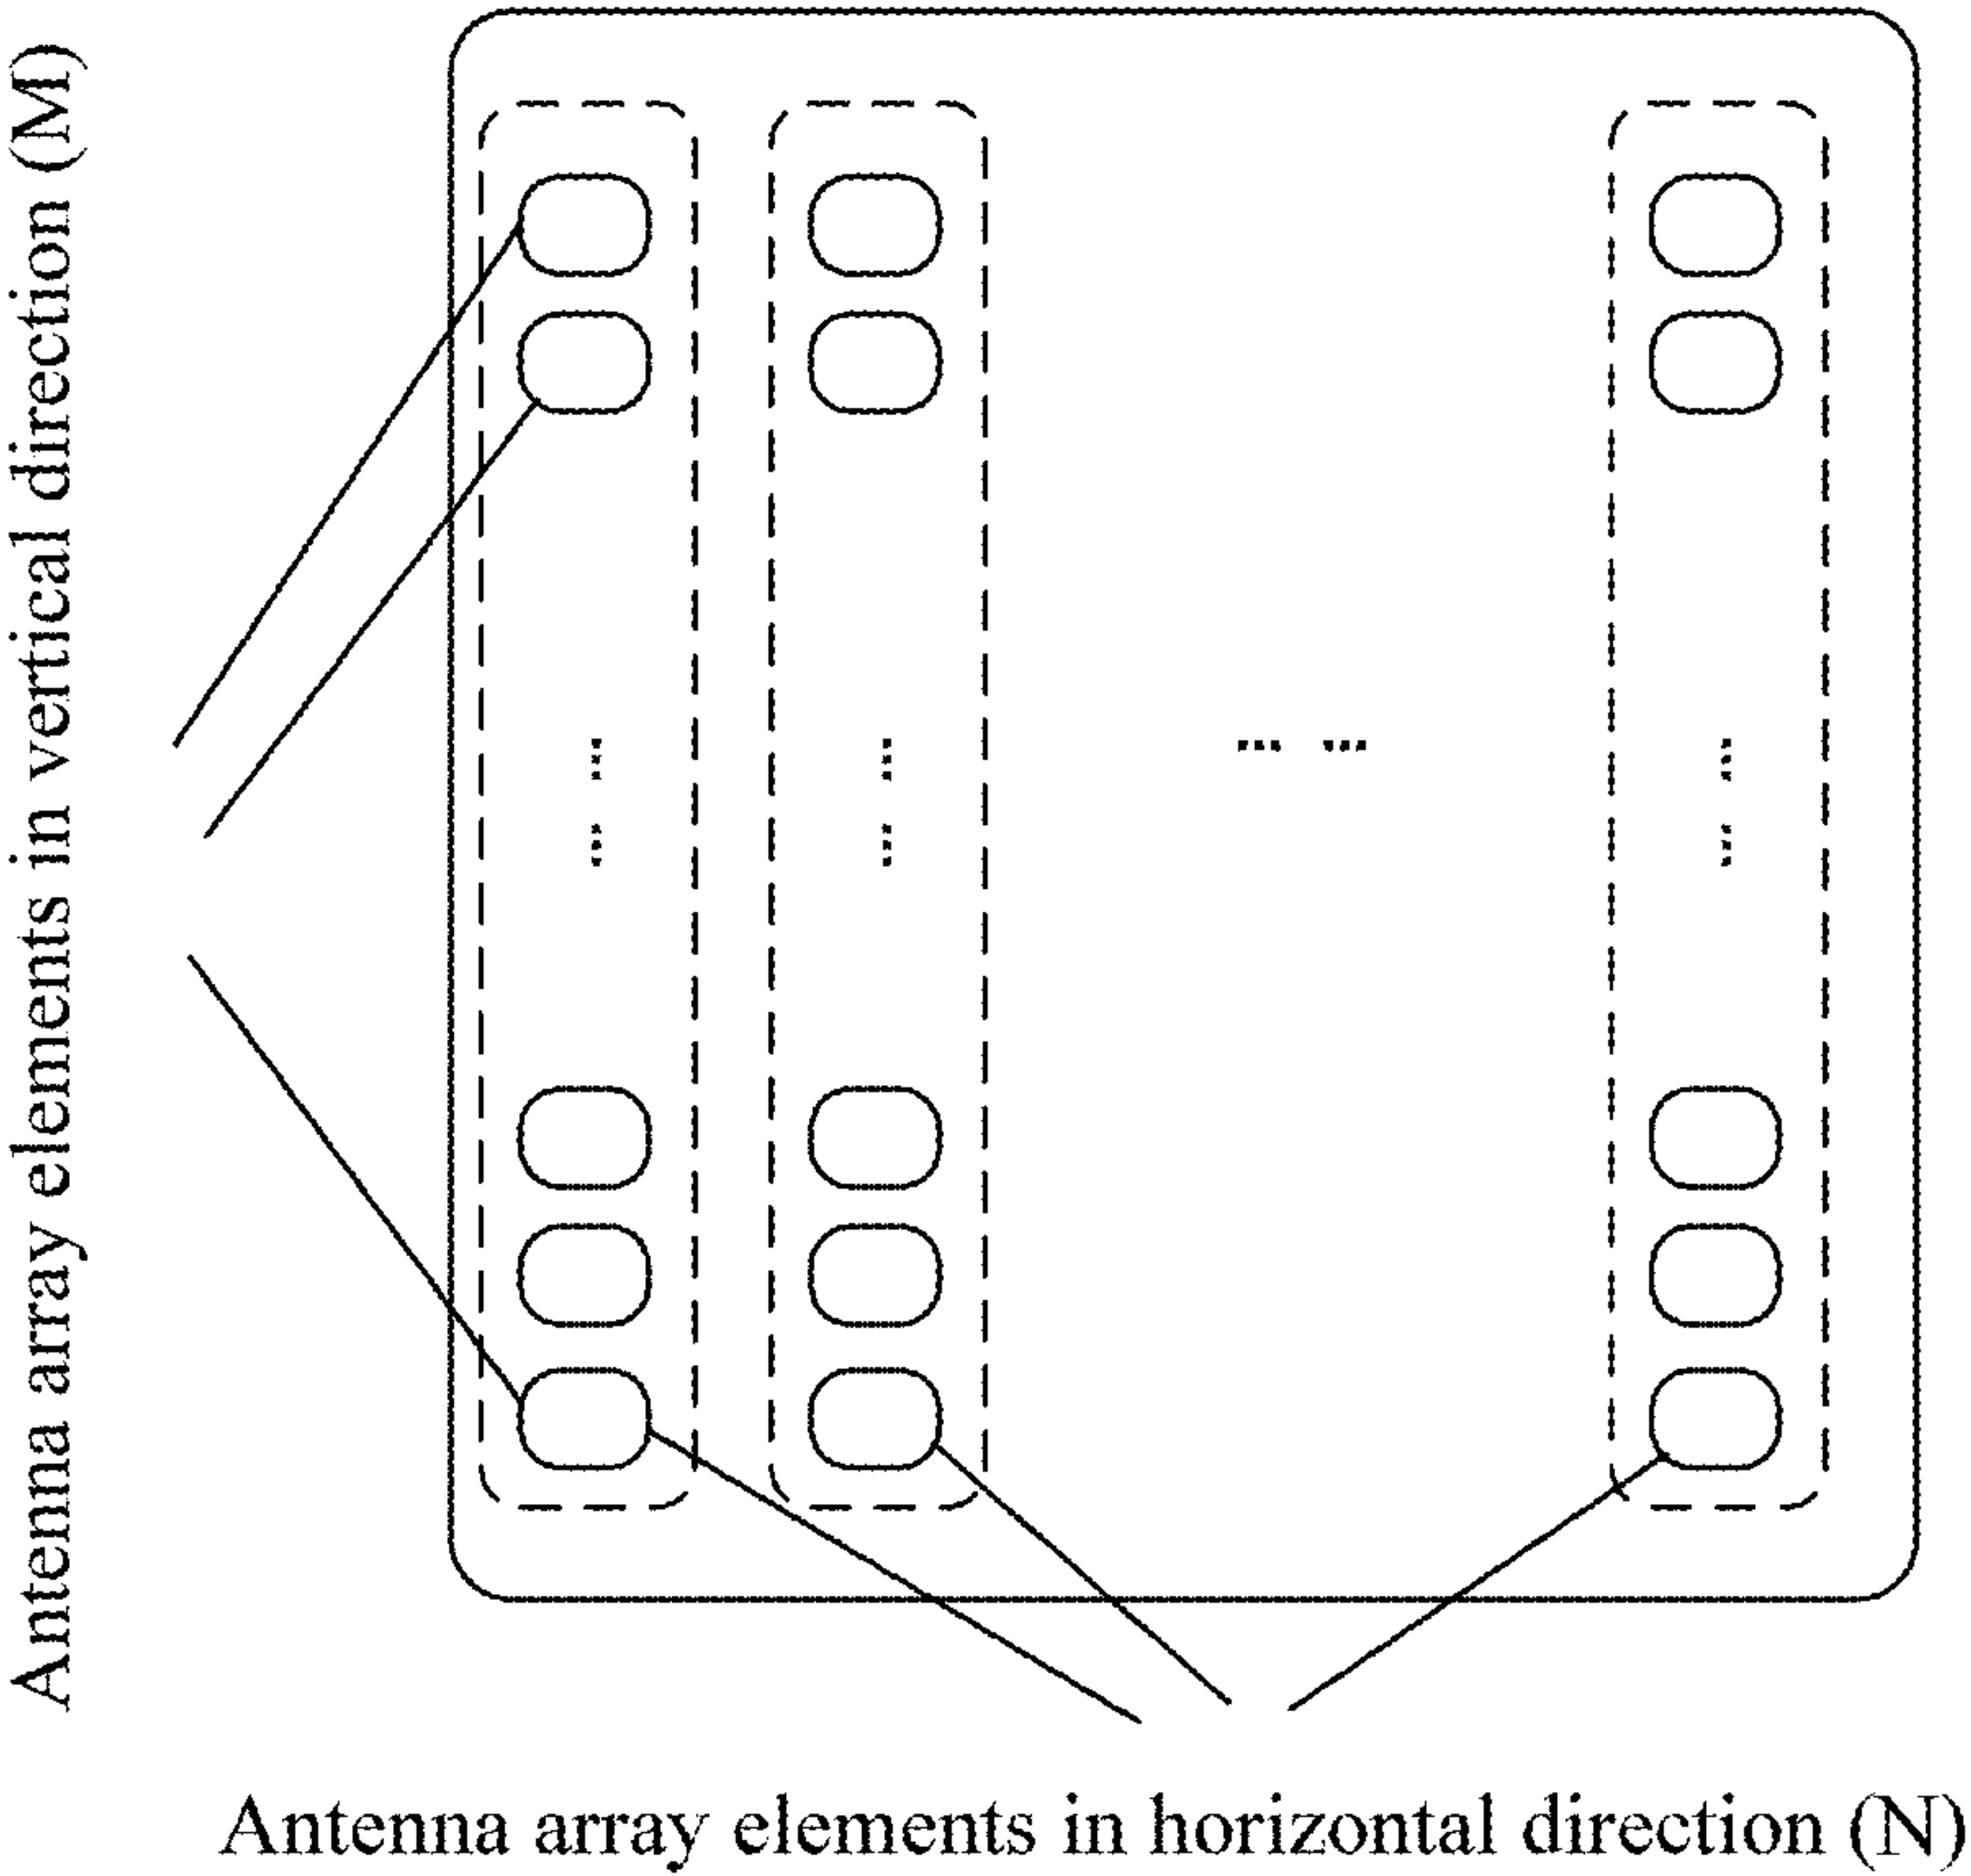 Antenna array elements in vertical direction (M)
Antenna array elements in horizontal direction (N)